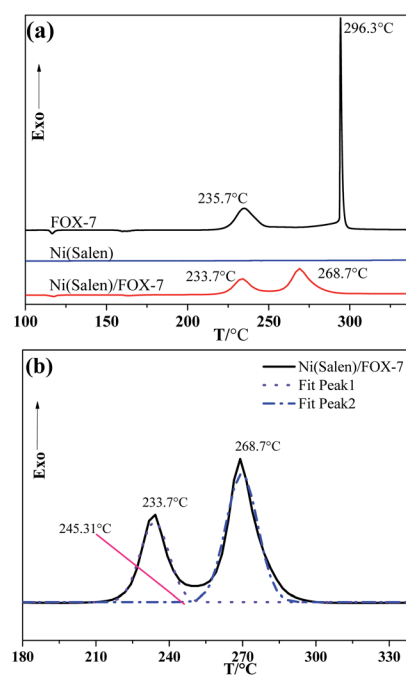 (a)
296.3°C
Exo
235.7°C
FOX-7
Ni(Salen)
Ni(Salen)/FOX-7
233.7°C
268.7°C
100 150 200 250 300
T/°C
(b)
Ni(Salen)/FOX-7
Fit Peak1
Fit Peak2
Exo
268.7°C
233.7°C
245.31°C
180 210 240 270 300 330
T/°C